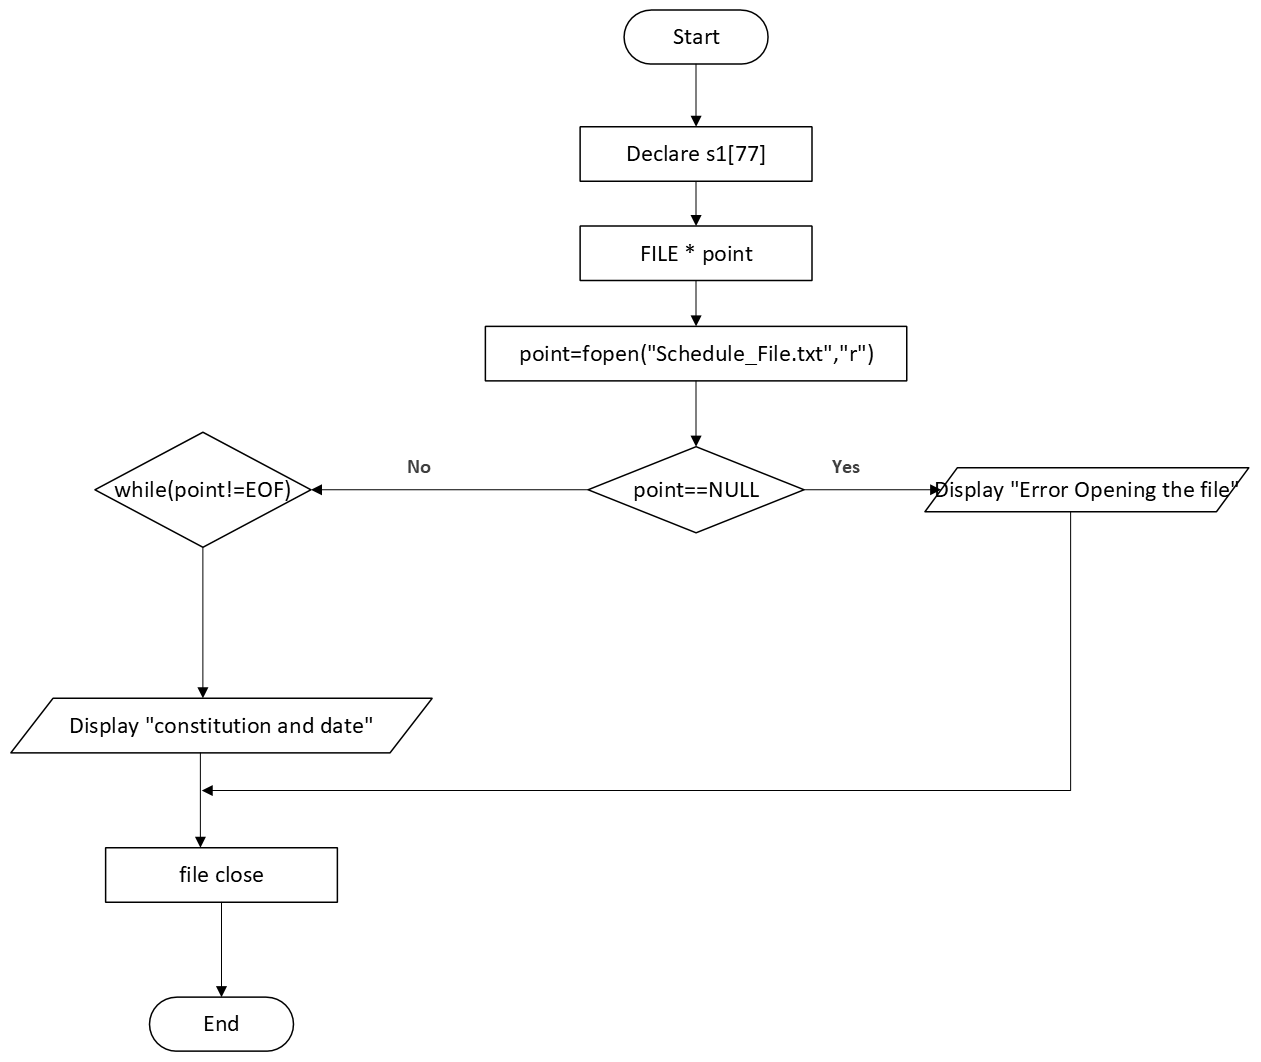 Start
Declare s1[77]
FILE * point
point=fopen("Schedule_File.txt","r")
while(point!=EOF)
No
point==NULL
Yes
Display "Error Opening the file"
Display "constitution and date"
file close
End